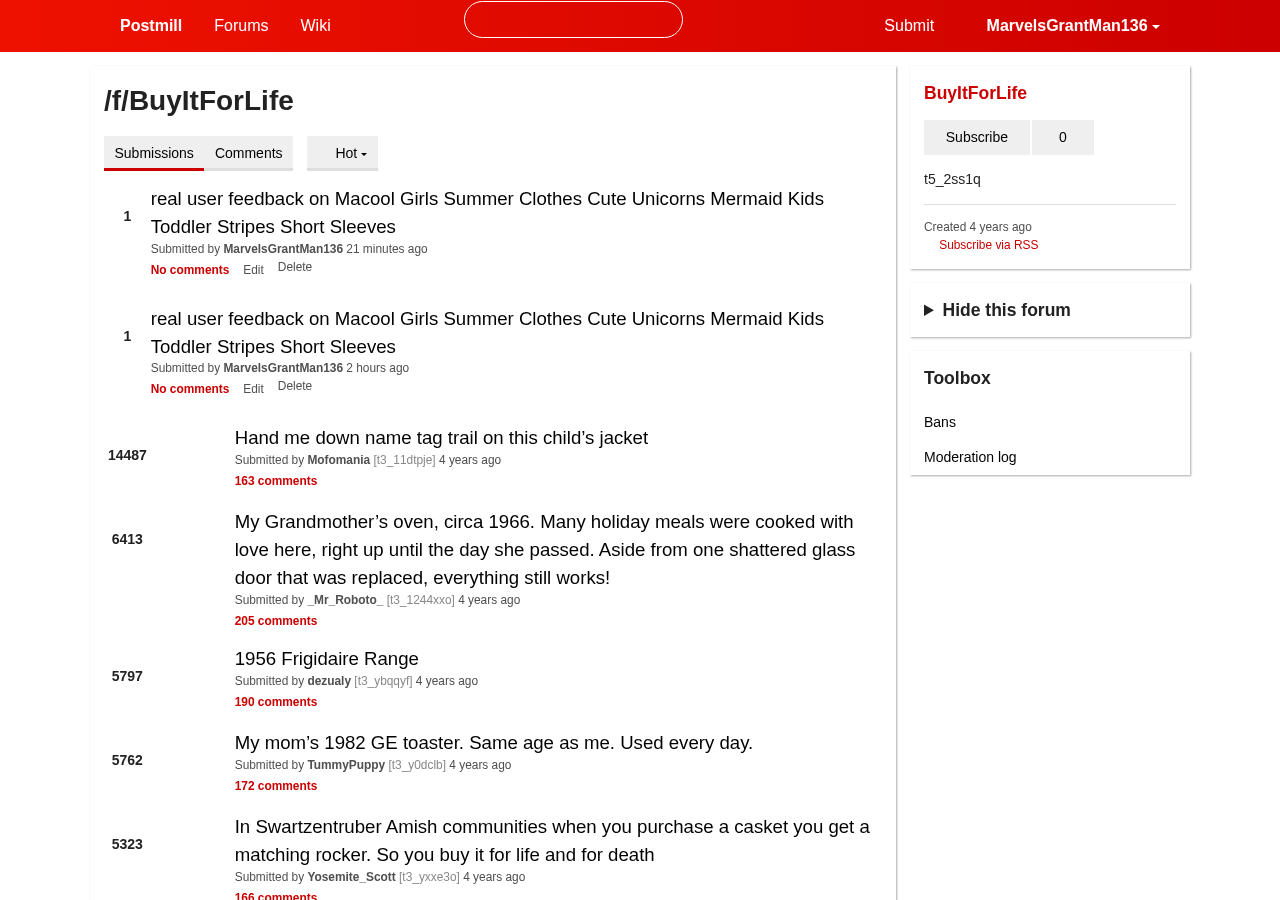 Postmill Forums Wiki Submit MarvelsGrantMan136
/f/BuyItForLife
Submissions Comments Hot
1
real user feedback on Macool Girls Summer Clothes Cute Unicorns Mermaid Kids
Toddler Stripes Short Sleeves
Submitted by MarvelsGrantMan136 21 minutes ago
No comments Edit Delete
1
real user feedback on Macool Girls Summer Clothes Cute Unicorns Mermaid Kids
Toddler Stripes Short Sleeves
Submitted by MarvelsGrantMan136 2 hours ago
No comments Edit Delete
14487
Hand me down name tag trail on this child’s jacket
Submitted by Mofomania [t3_11dtpje] 4 years ago
163 comments
6413
My Grandmother’s oven, circa 1966. Many holiday meals were cooked with
love here, right up until the day she passed. Aside from one shattered glass
door that was replaced, everything still works!
Submitted by _Mr_Roboto_ [t3_1244xxo] 4 years ago
205 comments
5797
1956 Frigidaire Range
Submitted by dezualy [t3_ybqqyf] 4 years ago
190 comments
5762
My mom’s 1982 GE toaster. Same age as me. Used every day.
Submitted by TummyPuppy [t3_y0dclb] 4 years ago
172 comments
5323
In Swartzentruber Amish communities when you purchase a casket you get a
matching rocker. So you buy it for life and for death
Submitted by Yosemite_Scott [t3_yxxe3o] 4 years ago
166 comments
BuyItForLife
Subscribe 0
t5_2ss1q
Created 4 years ago
Subscribe via RSS
Hide this forum
Toolbox
Bans
Moderation log